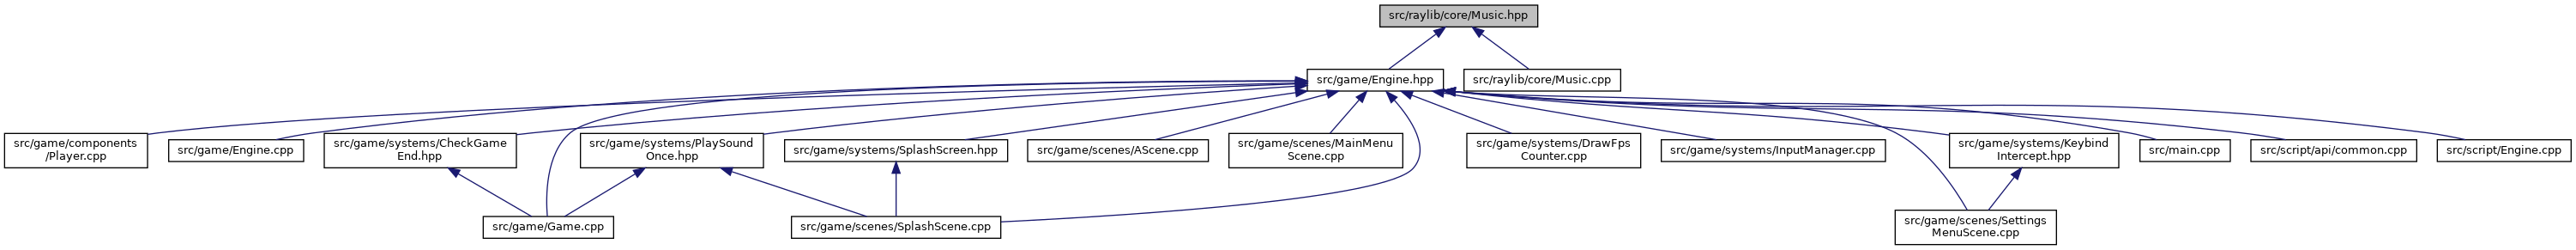 src/raylib/core/Music.hpp
src/game/Engine.hpp
src/raylib/core/Music.cpp
src/game/components
/Player.cpp
src/game/Engine.cpp
src/game/systems/CheckGame
End.hpp
src/game/systems/PlaySound
Once.hpp
src/game/systems/SplashScreen.hpp
src/game/scenes/AScene.cpp
src/game/scenes/MainMenu
Scene.cpp
src/game/systems/DrawFps
Counter.cpp
src/game/systems/InputManager.cpp
src/game/systems/Keybind
Intercept.hpp
src/main.cpp
src/script/api/common.cpp
src/script/Engine.cpp
src/game/Game.cpp
src/game/scenes/SplashScene.cpp
src/game/scenes/Settings
MenuScene.cpp